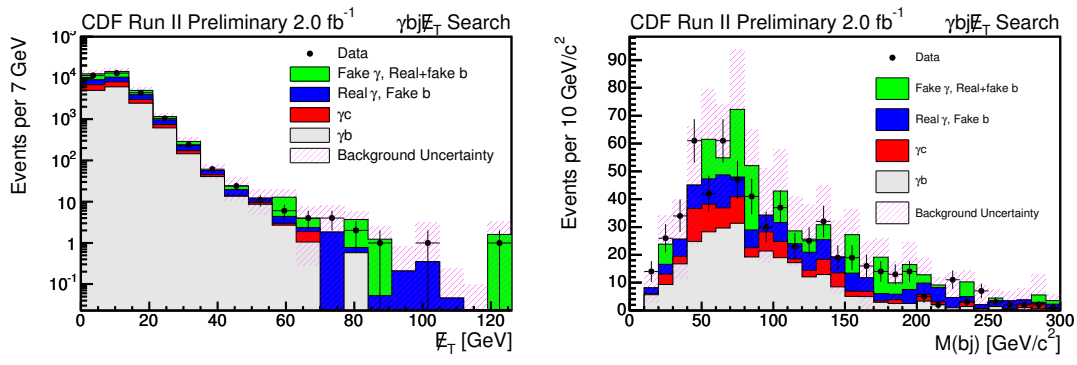 CDF Run II Preliminary 2.0 fb⁻¹ γbjE̸_T Search
Events per 7 GeV
10⁵
10⁴
10³
10²
10
1
10⁻¹
Data
Fake γ, Real+fake b
Real γ, Fake b
γc
γb
Background Uncertainty
0 20 40 60 80 100 120
E̸_T [GeV]
CDF Run II Preliminary 2.0 fb⁻¹ γbjE̸_T Search
Events per 10 GeV/c²
90
80
70
60
50
40
30
20
10
0
Data
Fake γ, Real+fake b
Real γ, Fake b
γc
γb
Background Uncertainty
0 50 100 150 200 250 300
M(bj) [GeV/c²]